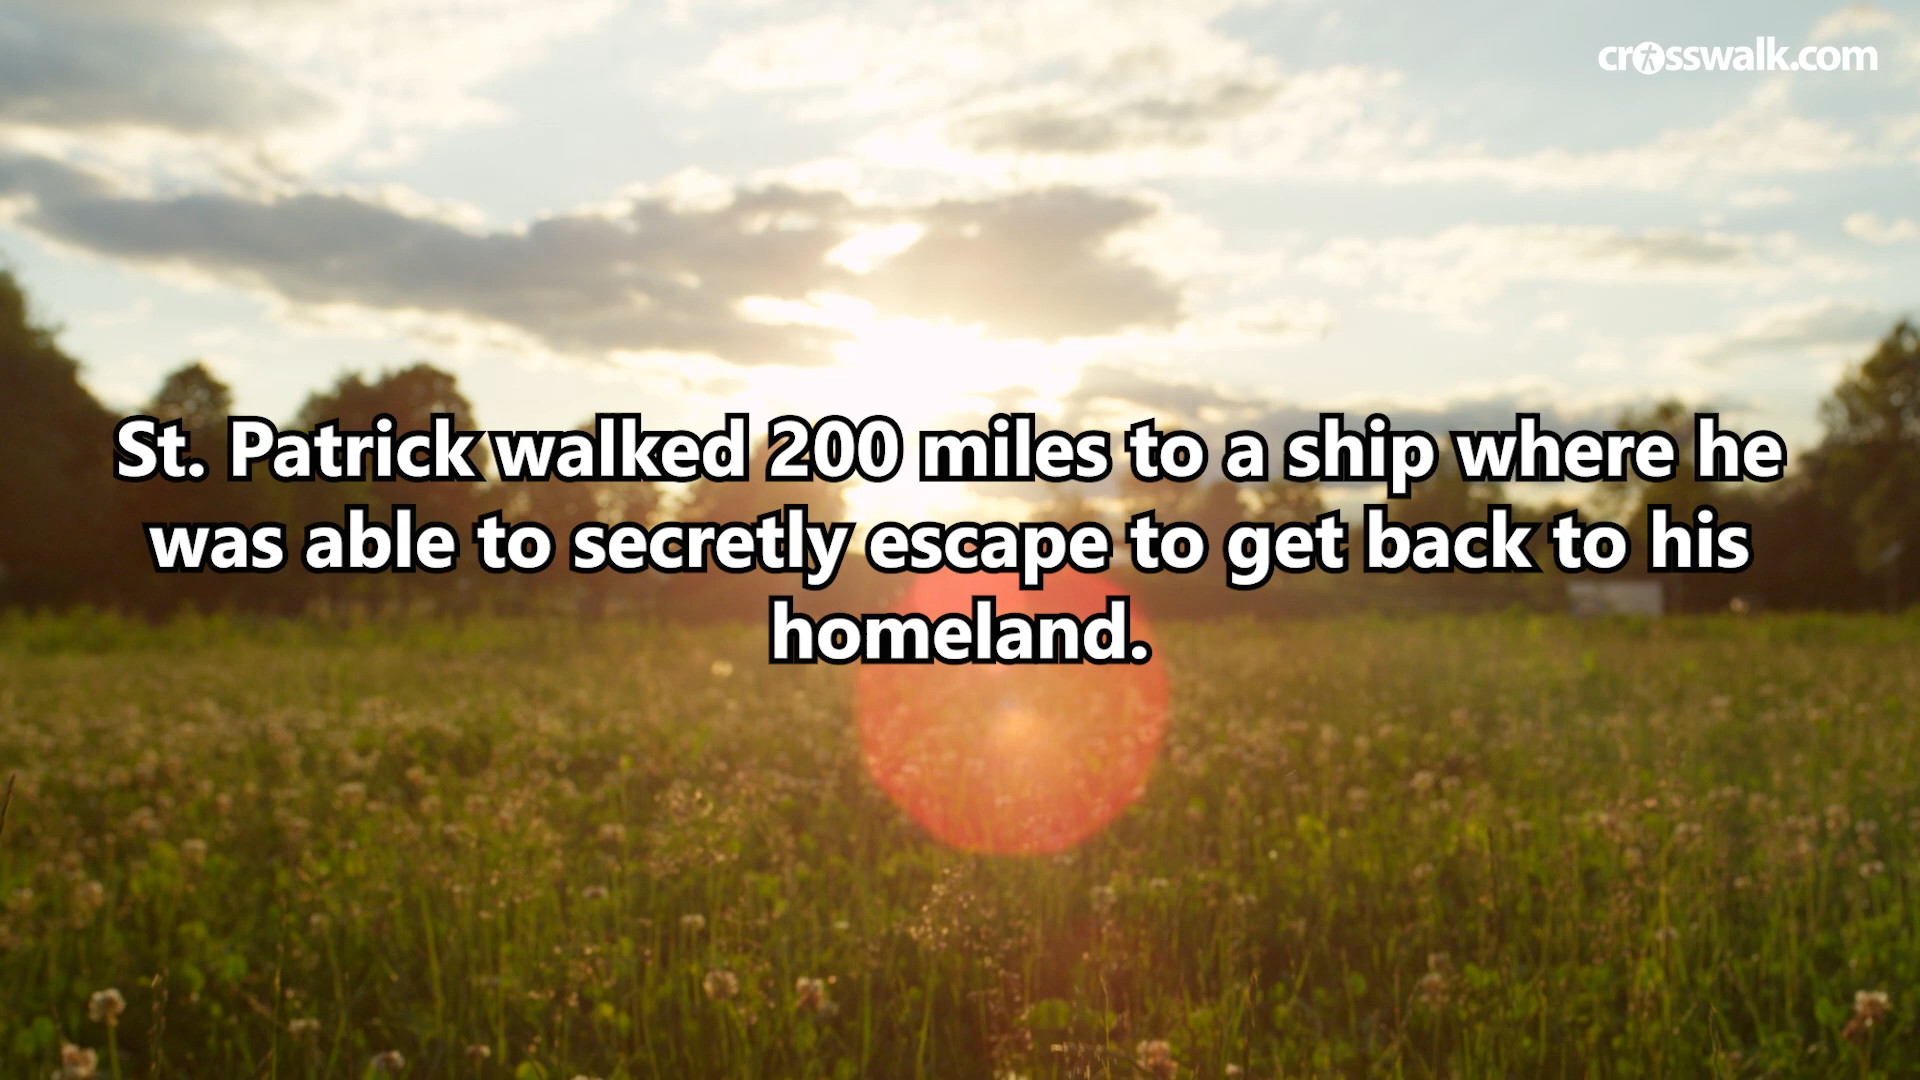 crosswalk.com
St. Patrick walked 200 miles to a ship where he
was able to secretly escape to get back to his
homeland.